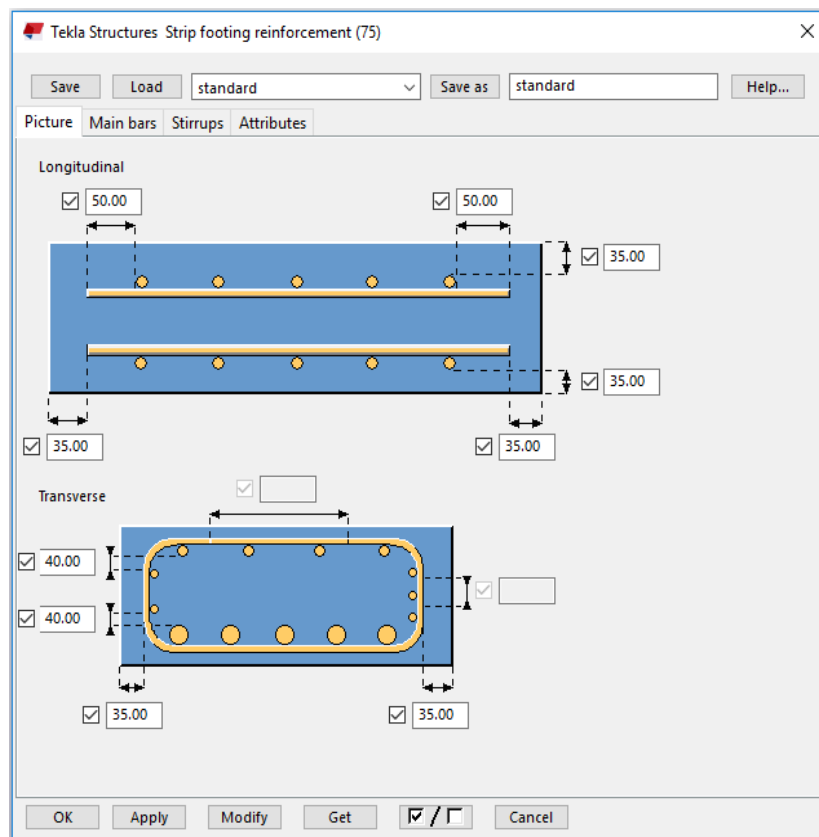 Tekla Structures Strip footing reinforcement (75)
Save Load standard Save as standard Help...
Picture Main bars Stirrups Attributes
Longitudinal
50.00 50.00
35.00
35.00
35.00 35.00
Transverse
40.00
40.00
35.00 35.00
OK Apply Modify Get / Cancel